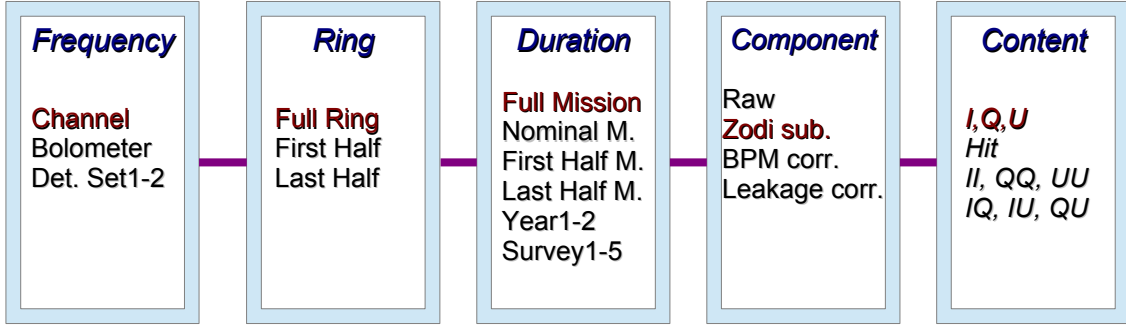 Frequency
Channel
Bolometer
Det. Set1-2
Ring
Full Ring
First Half
Last Half
Duration
Full Mission
Nominal M.
First Half M.
Last Half M.
Year1-2
Survey1-5
Component
Raw
Zodi sub.
BPM corr.
Leakage corr.
Content
I,Q,U
Hit
II, QQ, UU
IQ, IU, QU